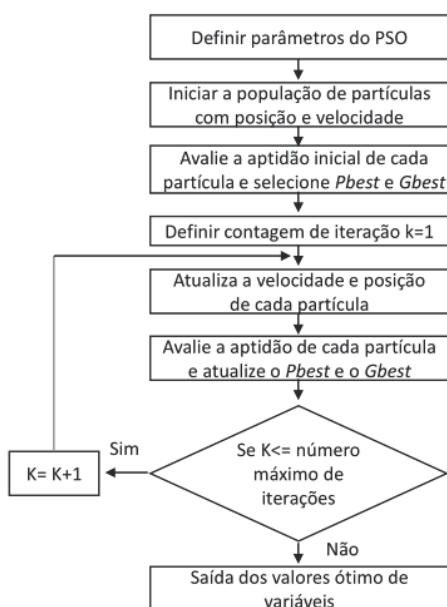 Definir parâmetros do PSO
Iniciar a população de partículas
com posição e velocidade
Avalie a aptidão inicial de cada
partícula e selecione Pbest e Gbest
Definir contagem de iteração k=1
Atualiza a velocidade e posição
de cada partícula
Avalie a aptidão de cada partícula
e atualize o Pbest e o Gbest
Sim
Se K<= número
máximo de
iterações
K= K+1
Não
Saída dos valores ótimo de
variáveis